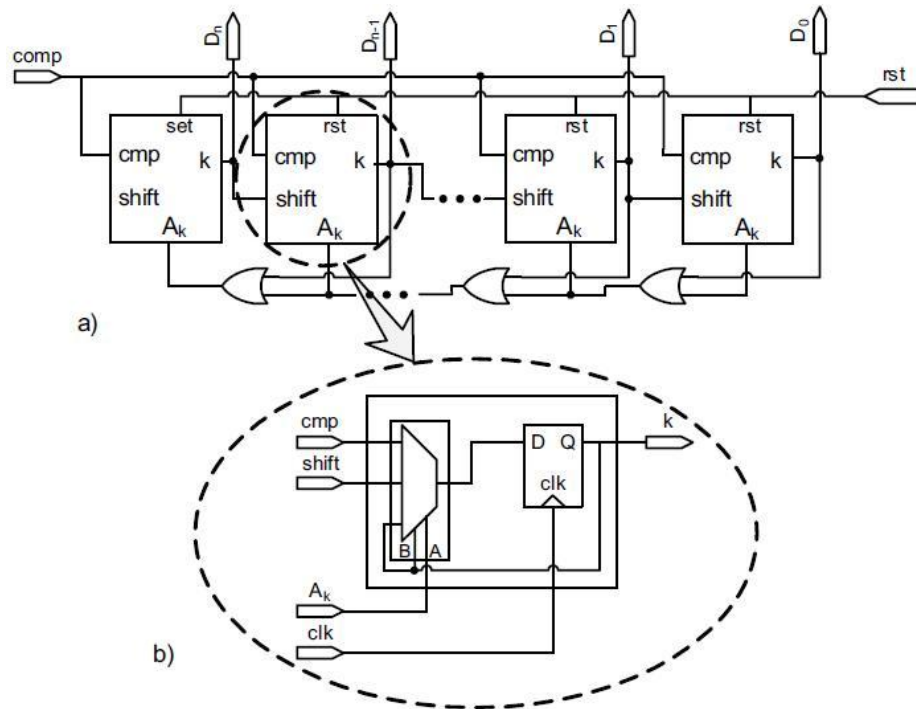 Dn Dn-1 D1 D0
comp rst
set rst rst rst
cmp k cmp k cmp k cmp k
shift shift shift shift
Ak Ak Ak Ak
a)
cmp k
shift D Q
clk
B A
Ak
clk
b)